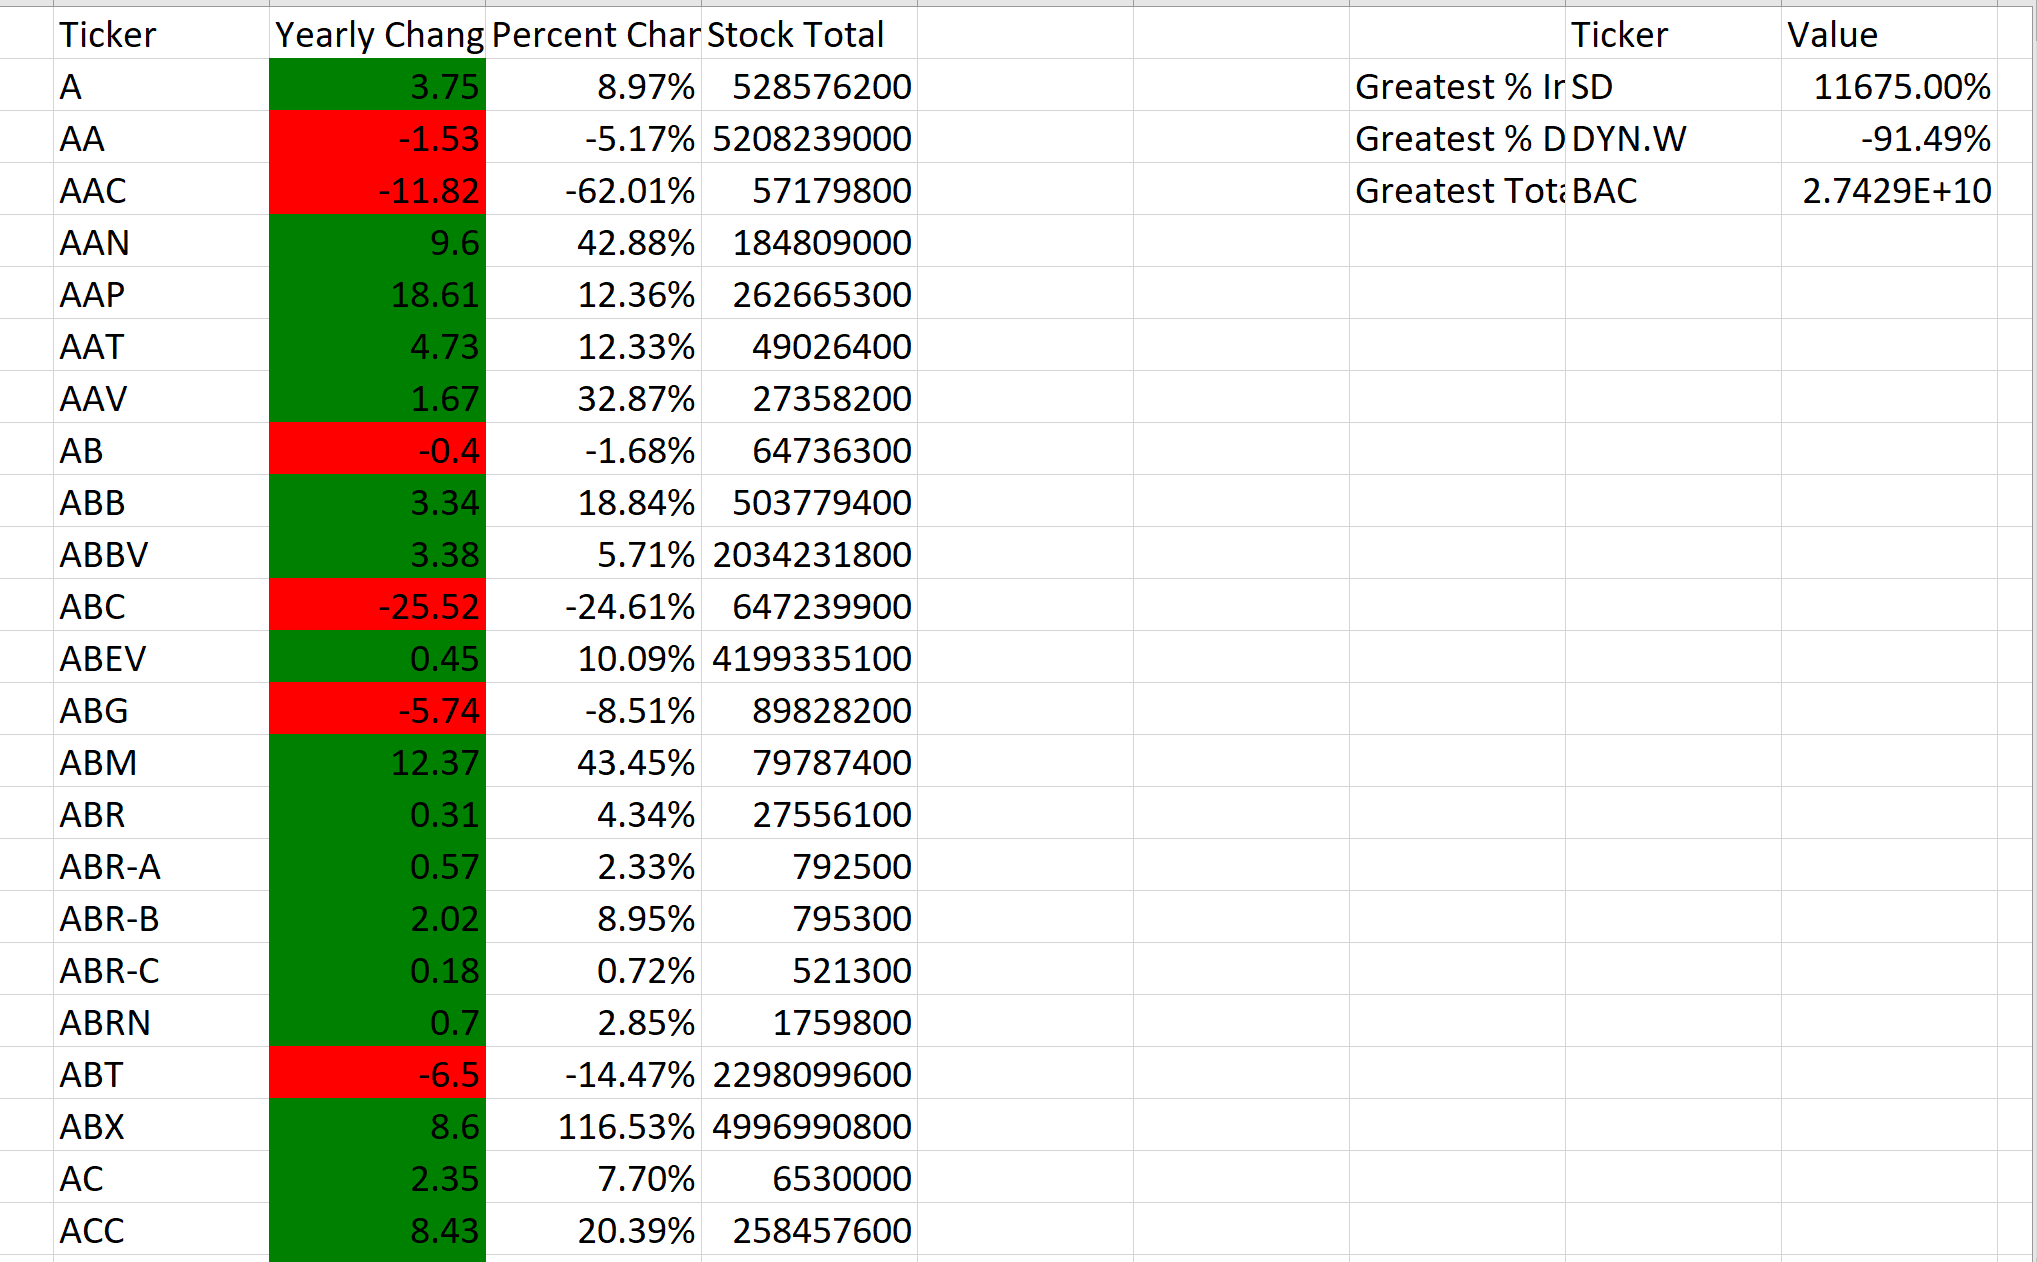 Ticker Yearly Chang Percent Char Stock Total Ticker Value
A 3.75 8.97% 528576200 Greatest % Ir SD 11675.00%
AA -1.53 -5.17% 5208239000 Greatest % D DYN.W -91.49%
AAC -11.82 -62.01% 57179800 Greatest Tota BAC 2.7429E+10
AAN 9.6 42.88% 184809000
AAP 18.61 12.36% 262665300
AAT 4.73 12.33% 49026400
AAV 1.67 32.87% 27358200
AB -0.4 -1.68% 64736300
ABB 3.34 18.84% 503779400
ABBV 3.38 5.71% 2034231800
ABC -25.52 -24.61% 647239900
ABEV 0.45 10.09% 4199335100
ABG -5.74 -8.51% 89828200
ABM 12.37 43.45% 79787400
ABR 0.31 4.34% 27556100
ABR-A 0.57 2.33% 792500
ABR-B 2.02 8.95% 795300
ABR-C 0.18 0.72% 521300
ABRN 0.7 2.85% 1759800
ABT -6.5 -14.47% 2298099600
ABX 8.6 116.53% 4996990800
AC 2.35 7.70% 6530000
ACC 8.43 20.39% 258457600